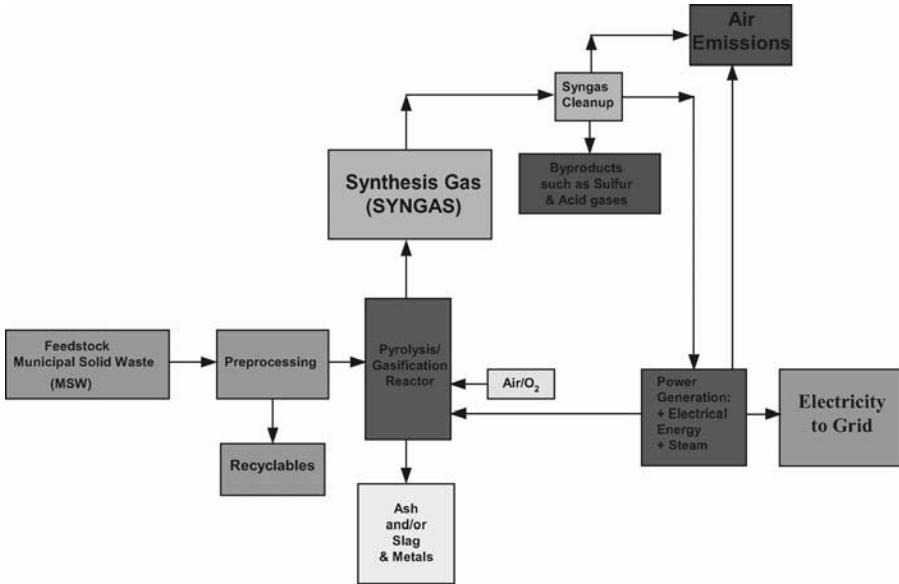 Air
Emissions
Syngas
Cleanup
Byproducts
such as Sulfur
& Acid gases
Synthesis Gas
(SYNGAS)
Feedstock
Municipal Solid Waste
(MSW)
Preprocessing
Pyrolysis/
Gasification
Reactor
Air/O₂
Power
Generation:
+ Electrical
Energy
+ Steam
Electricity
to Grid
Recyclables
Ash
and/or
Slag
& Metals